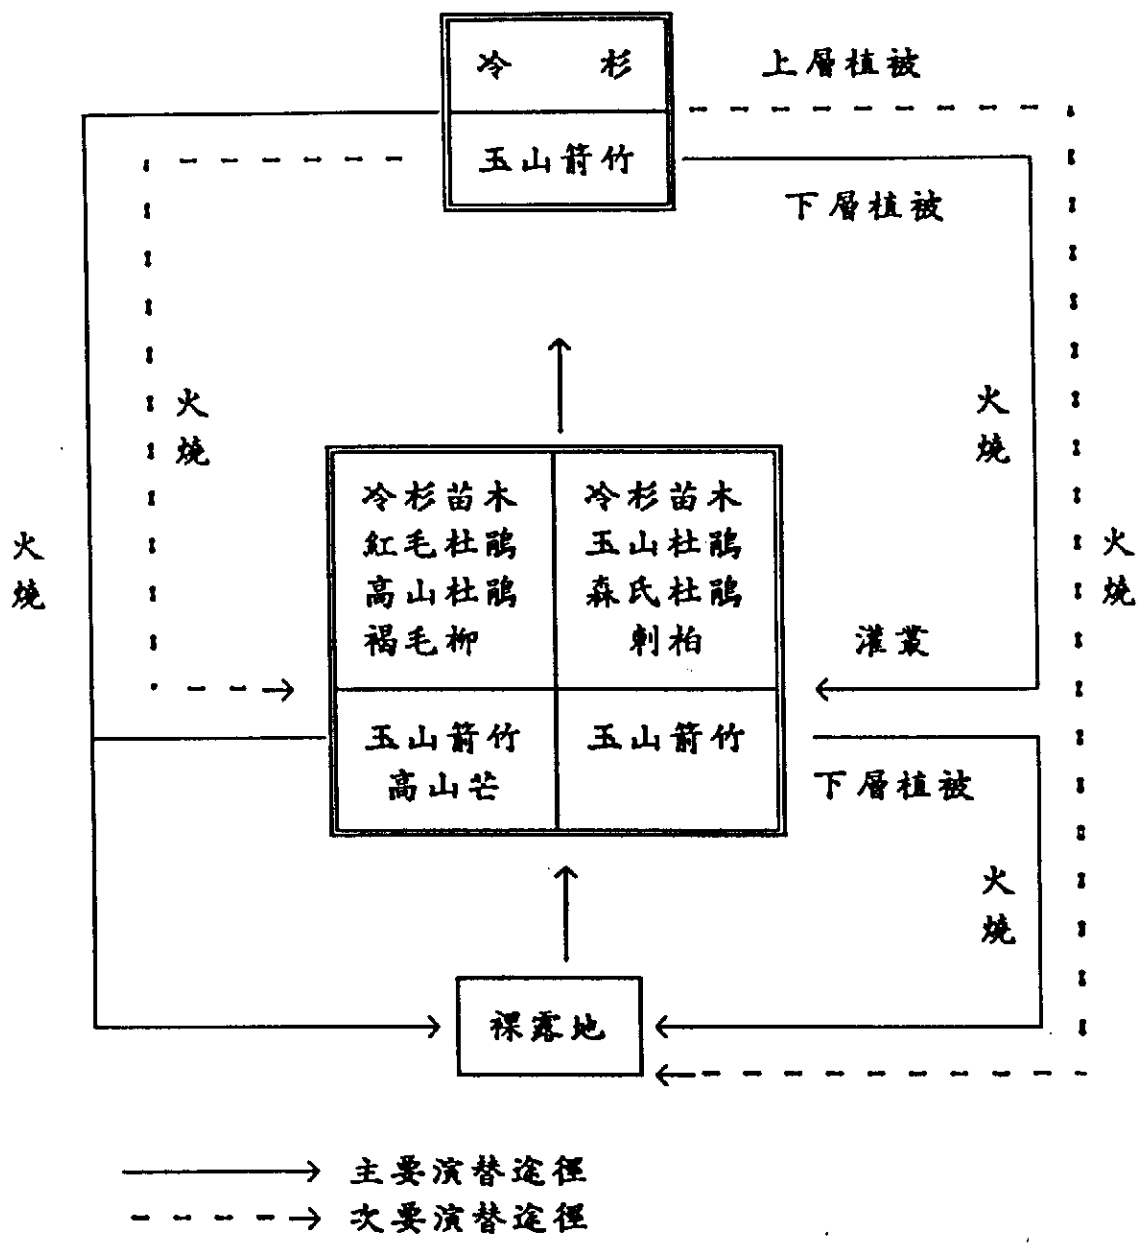 冷 杉
上層植被
玉山箭竹
下層植被
火燒
火燒
火燒
火燒
冷杉苗木
紅毛杜鵑
高山杜鵑
褐毛柳
冷杉苗木
玉山杜鵑
森氏杜鵑
刺柏
灌叢
玉山箭竹
高山芒
玉山箭竹
下層植被
火燒
裸露地
主要演替途徑
次要演替途徑